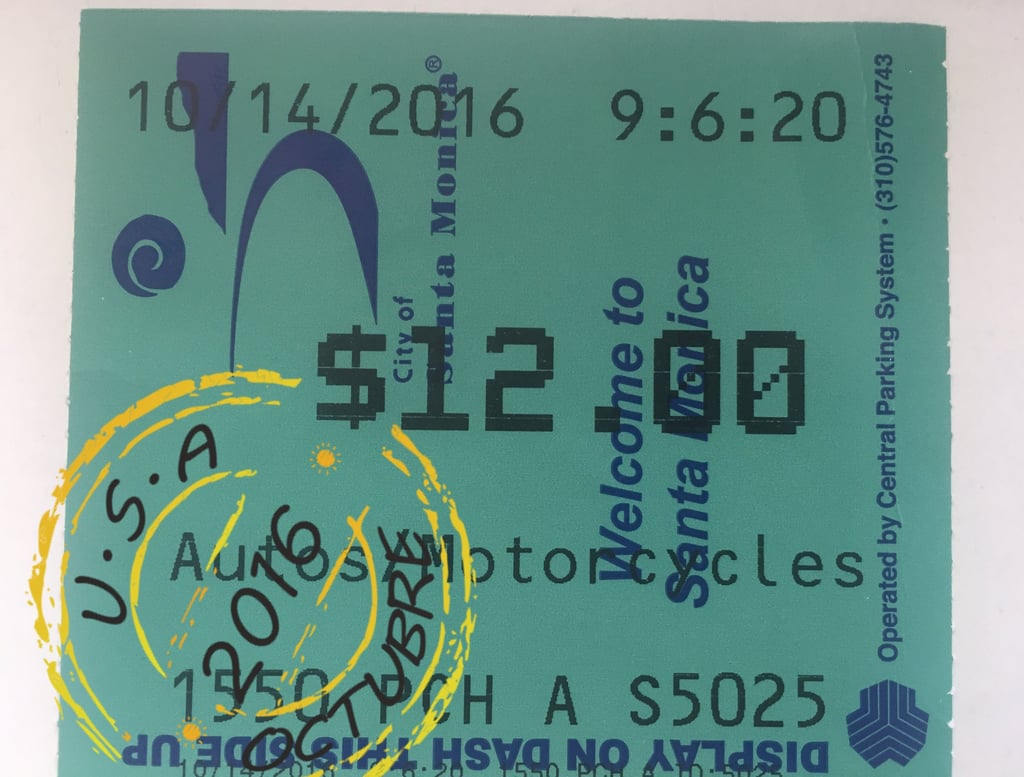 10/14/2016 9:6:20
City of
Santa Monica®
$12.00
Welcome to
Santa Monica
Operated by Central Parking System • (310)576-4743
Autos/Motorcycles
1550 PCH A S5025
U.S.A
2016
OCTUBRE
DISPLAY ON DASH THIS SIDE UP